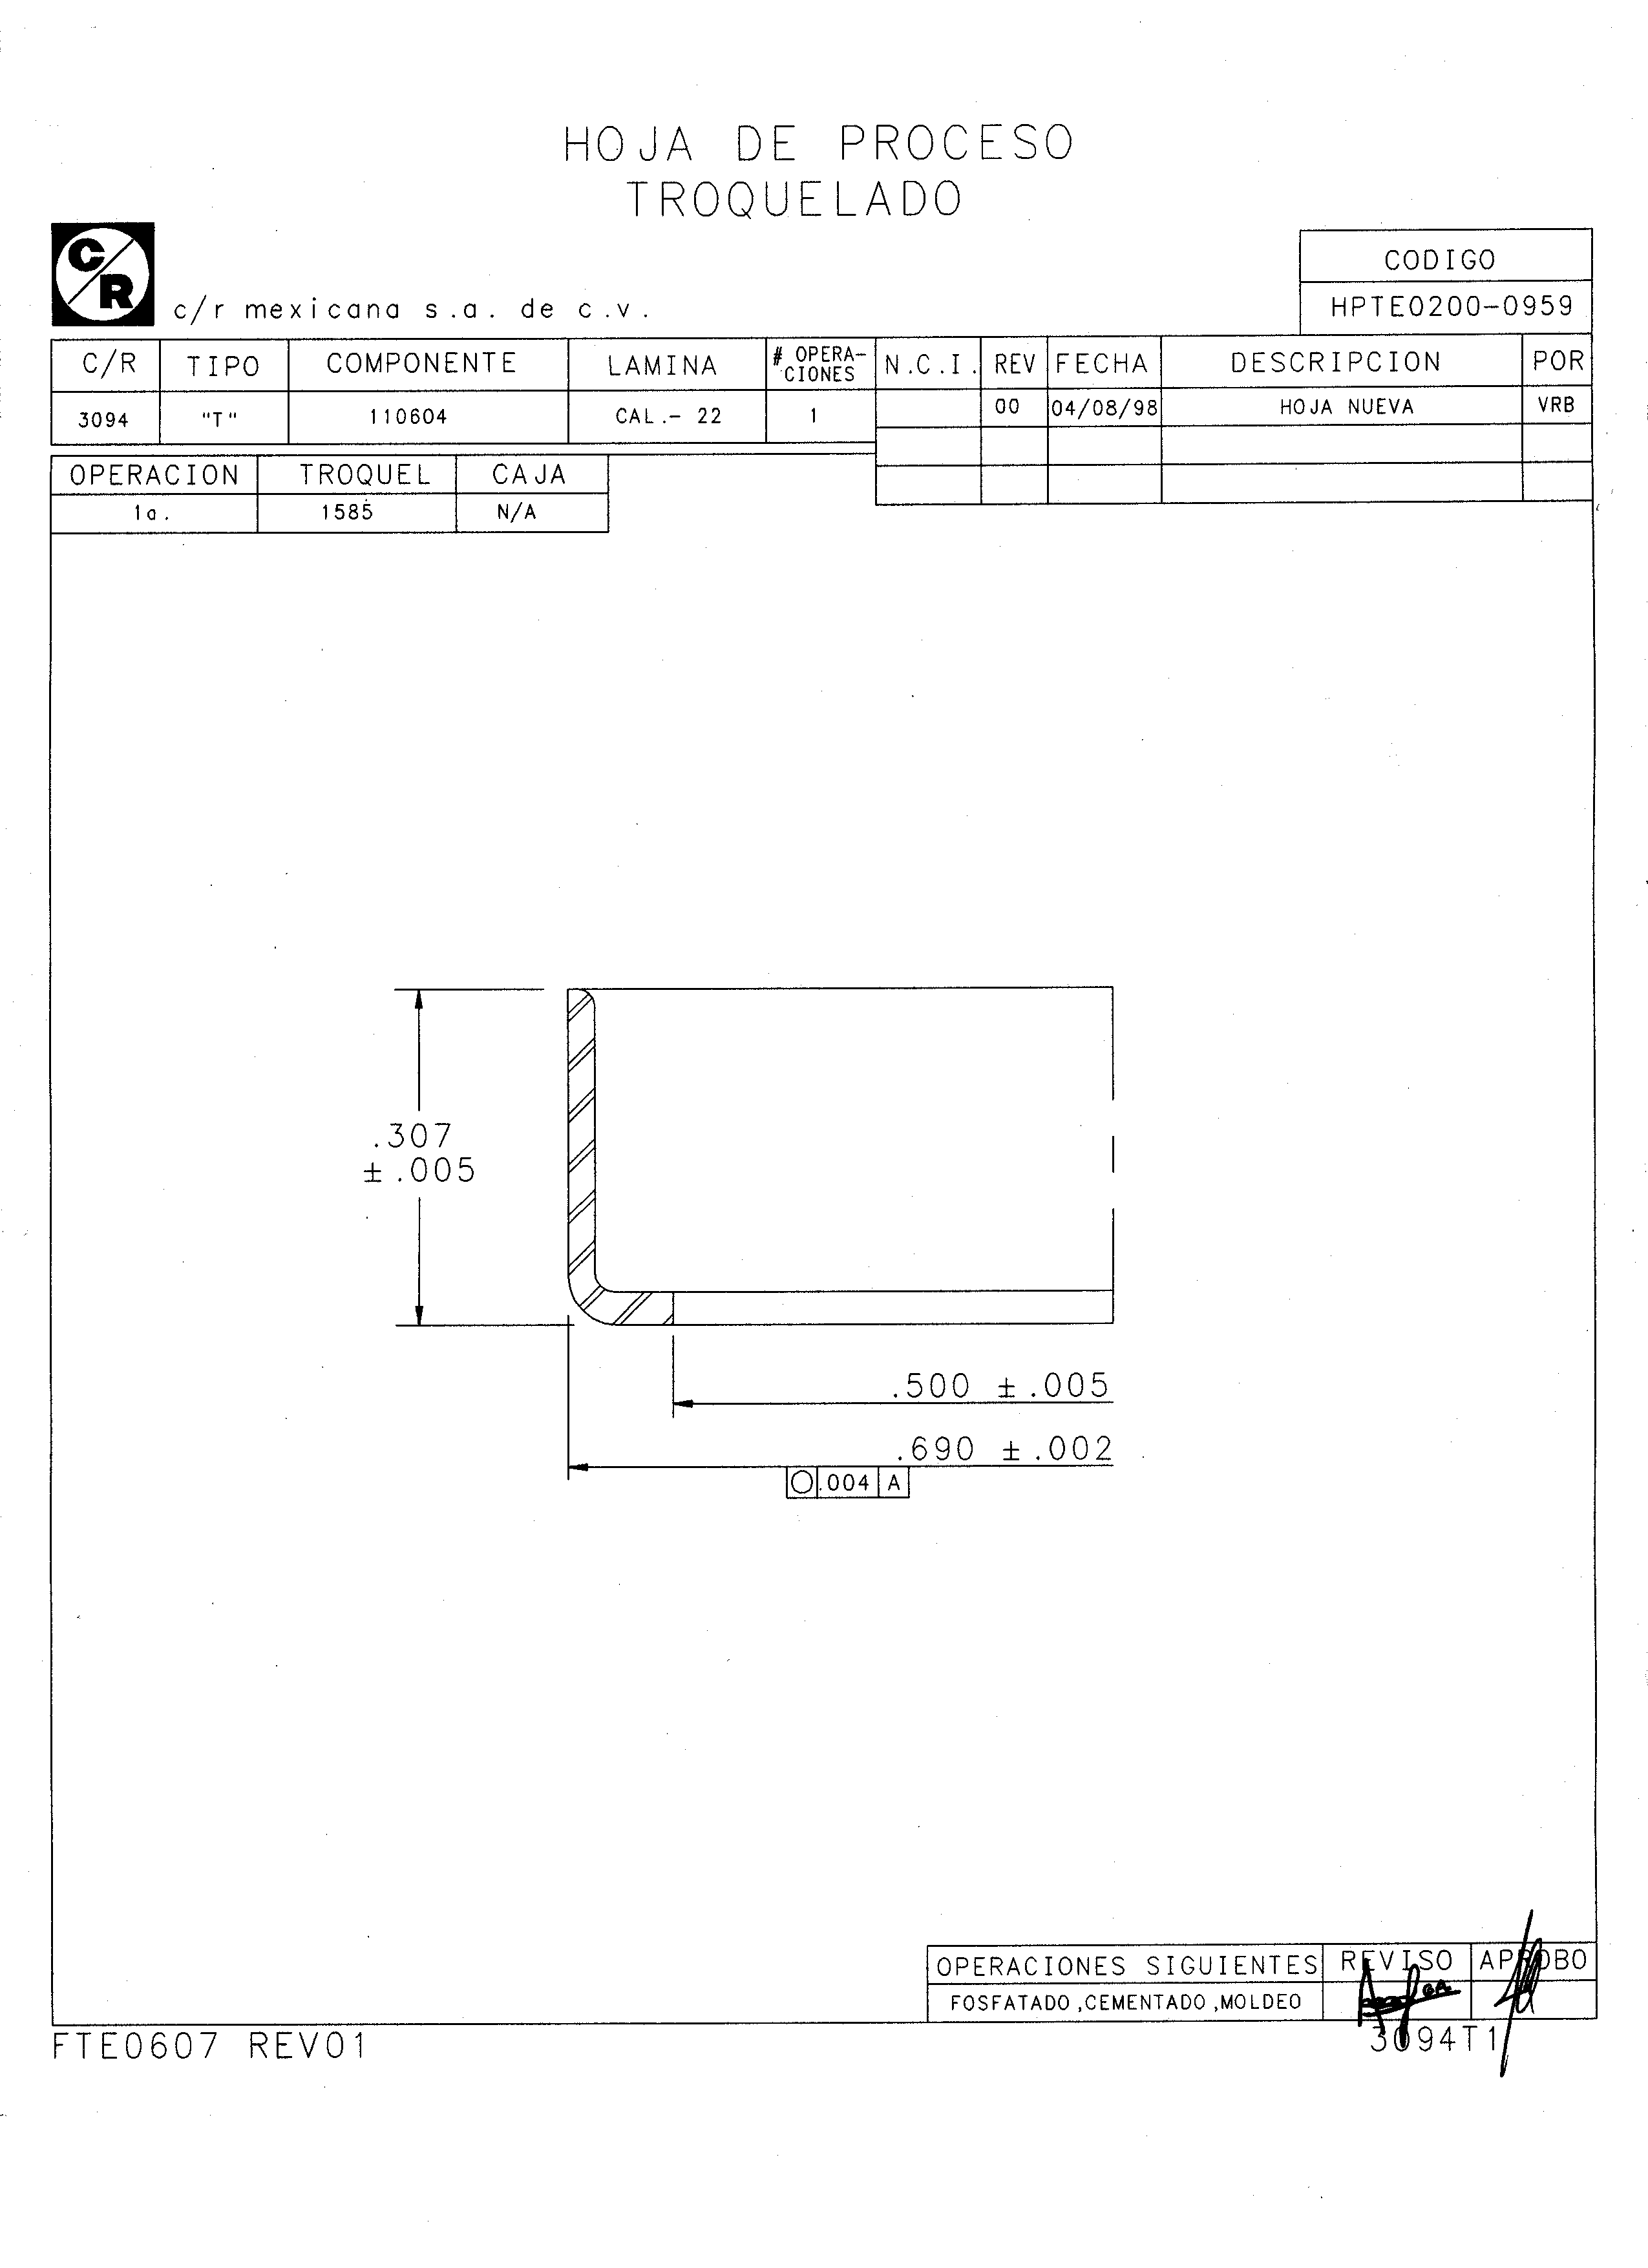 HOJA DE PROCESO
TROQUELADO
C/R
c/r mexicana s.a. de c.v.
CODIGO
HPTE0200-0959
C/R TIPO COMPONENTE LAMINA # OPERA-CIONES N.C.I. REV FECHA DESCRIPCION POR
3094 "T" 110604 CAL.- 22 1 00 04/08/98 HOJA NUEVA VRB
OPERACION TROQUEL CAJA
1a. 1585 N/A
.307
±.005
.500 ±.005
.690 ±.002
.004 A
OPERACIONES SIGUIENTES REVISO APROBO
FOSFATADO,CEMENTADO,MOLDEO
FTE0607 REV01
3094T1